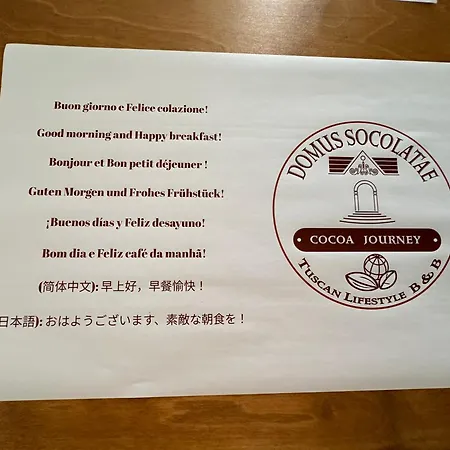 Buon giorno e Felice colazione!
Good morning and Happy breakfast!
Bonjour et Bon petit déjeuner !
Guten Morgen und Frohes Frühstück!
¡Buenos días y Feliz desayuno!
Bom dia e Feliz café da manhã!
(简体中文): 早上好，早餐愉快！
日本語): おはようございます、素敵な朝食を！
DOMUS SOCOLATAE
• COCOA JOURNEY •
TUSCAN LIFESTYLE B & B